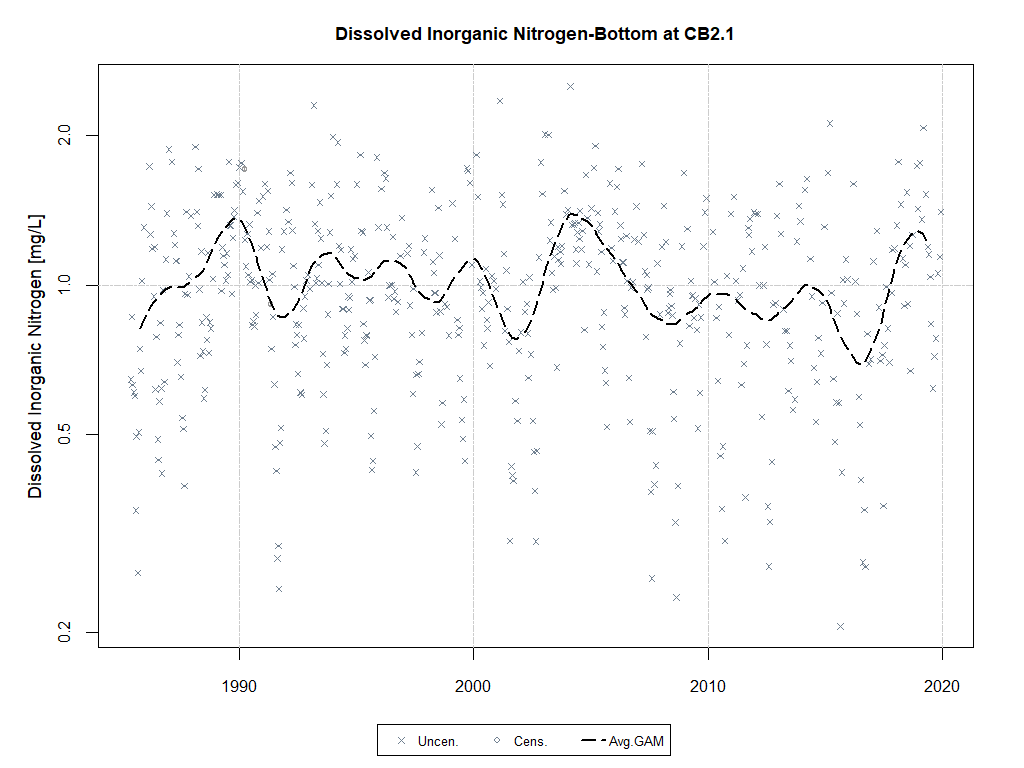 Dissolved Inorganic Nitrogen-Bottom at CB2.1
Dissolved Inorganic Nitrogen [mg/L]
2.0
1.0
0.5
0.2
1990 2000 2010 2020
Uncen. Cens. Avg.GAM